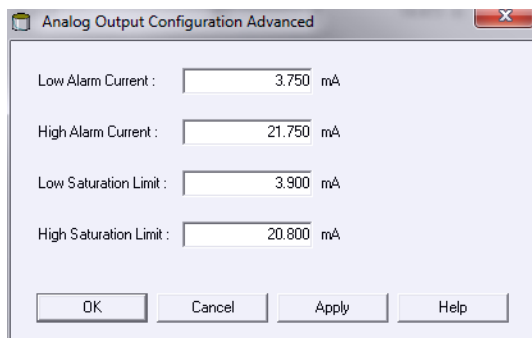 Analog Output Configuration Advanced
Low Alarm Current : 3.750 mA
High Alarm Current : 21.750 mA
Low Saturation Limit : 3.900 mA
High Saturation Limit : 20.800 mA
OK Cancel Apply Help